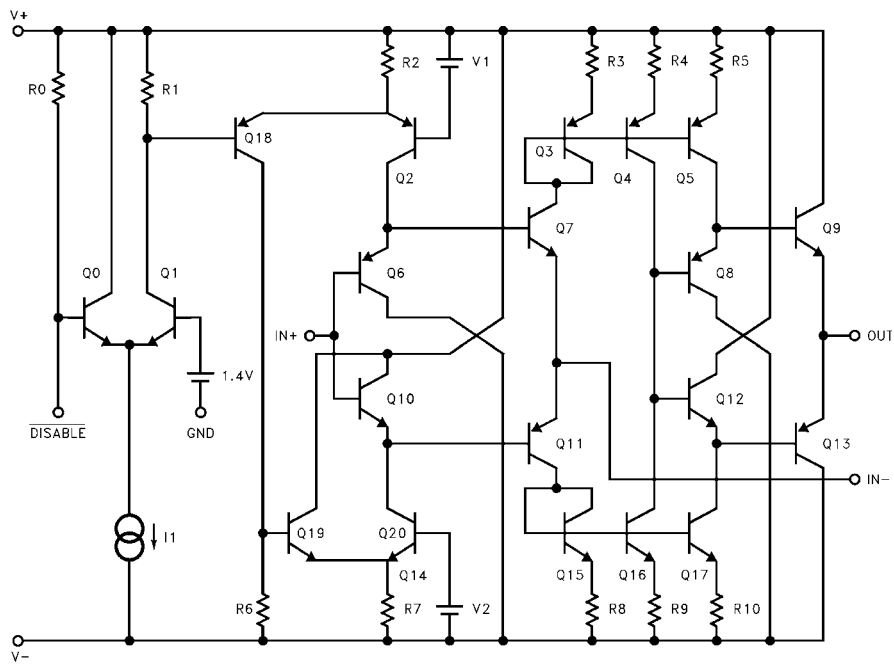 V+
R0
R1
R2
V1
R3
R4
R5
Q18
Q2
Q3
Q4
Q5
Q7
Q9
Q0
Q1
Q6
Q8
IN+
OUT
1.4V
Q10
Q12
DISABLE
GND
Q11
Q13
IN-
I1
Q19
Q20
Q14
Q15
Q16
Q17
R6
R7
V2
R8
R9
R10
V-